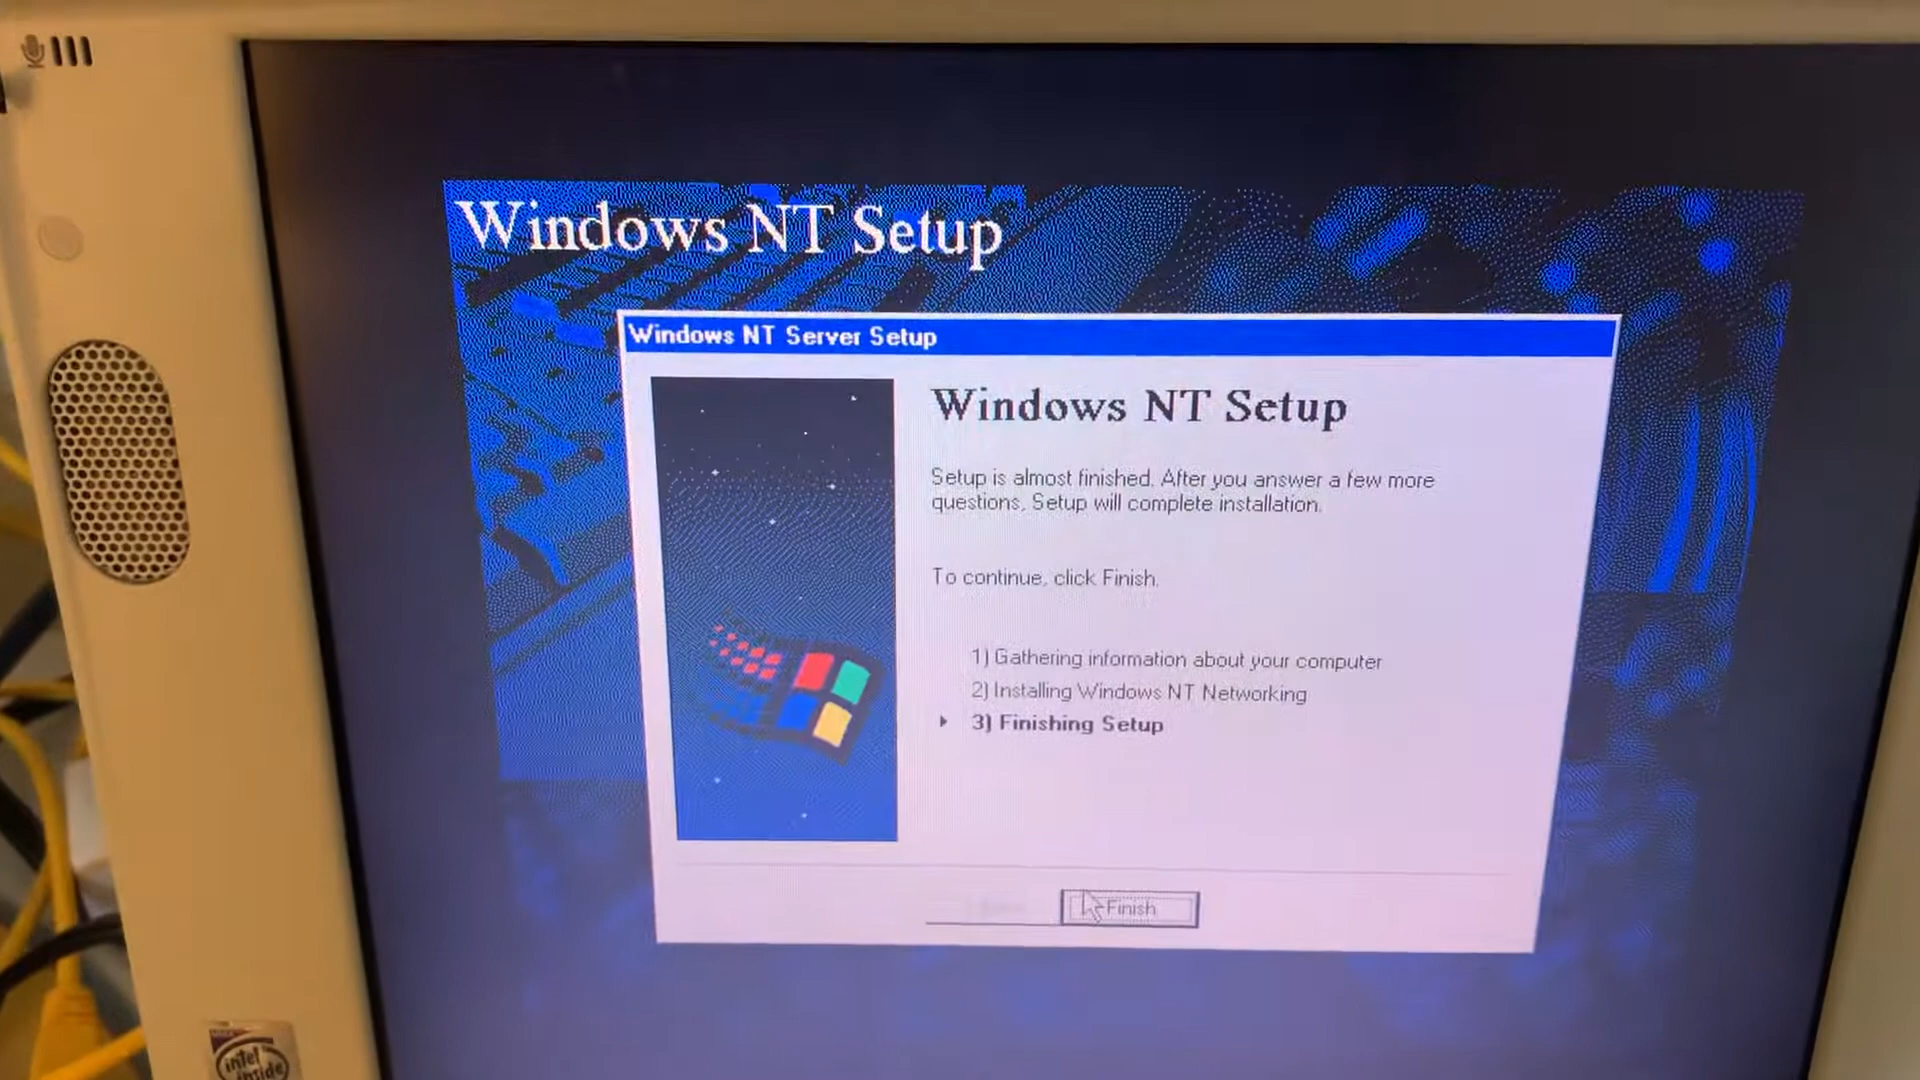 Windows NT Setup
Windows NT Server Setup
Windows NT Setup
Setup is almost finished. After you answer a few more
questions, Setup will complete installation.
To continue, click Finish.
1) Gathering information about your computer
2) Installing Windows NT Networking
3) Finishing Setup
Finish
intel
inside